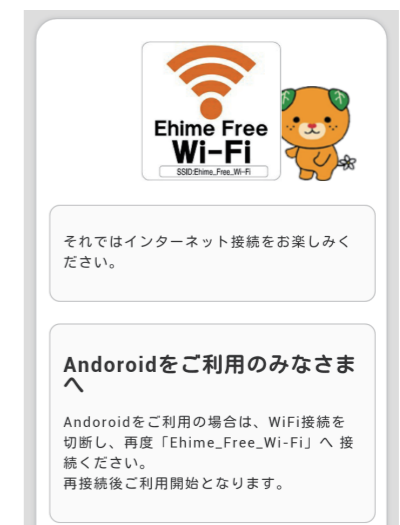 Ehime Free
Wi-Fi
SSID:Ehime_Free_Wi-Fi
それではインターネット接続をお楽しみく
ださい。
Andoroidをご利用のみなさま
へ
Andoroidをご利用の場合は、WiFi接続を
切断し、再度「Ehime_Free_Wi-Fi」へ 接
続ください。
再接続後ご利用開始となります。